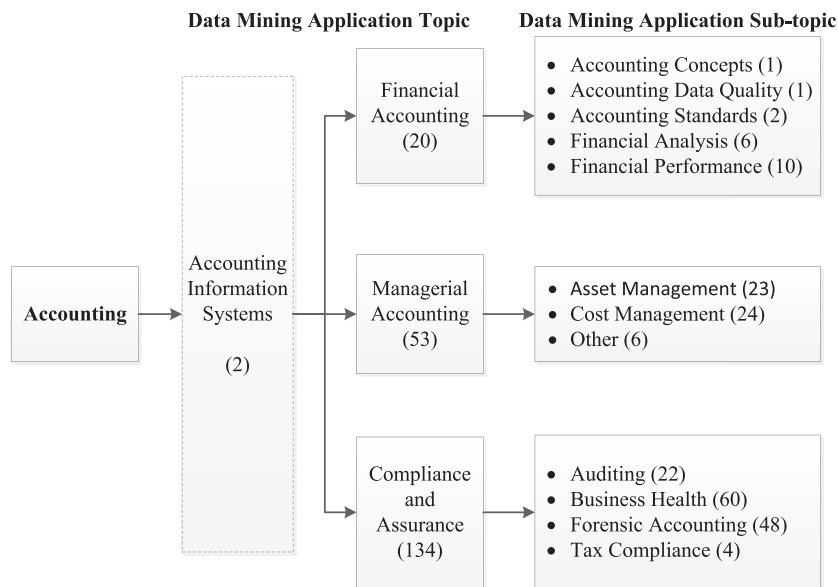 Data Mining Application Topic
Data Mining Application Sub-topic
Accounting
Accounting
Information
Systems
(2)
Financial
Accounting
(20)
• Accounting Concepts (1)
• Accounting Data Quality (1)
• Accounting Standards (2)
• Financial Analysis (6)
• Financial Performance (10)
Managerial
Accounting
(53)
• Asset Management (23)
• Cost Management (24)
• Other (6)
Compliance
and
Assurance
(134)
• Auditing (22)
• Business Health (60)
• Forensic Accounting (48)
• Tax Compliance (4)